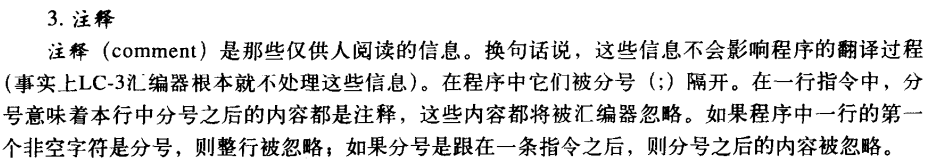 3. 注释
注释（comment）是那些仅供人阅读的信息。换句话说，这些信息不会影响程序的翻译过程
(事实上LC-3汇编器根本就不处理这些信息)。在程序中它们被分号（;）隔开。在一行指令中，分
号意味着本行中分号之后的内容都是注释，这些内容都将被汇编器忽略。如果程序中一行的第一
个非空字符是分号，则整行被忽略；如果分号是跟在一条指令之后，则分号之后的内容被忽略。